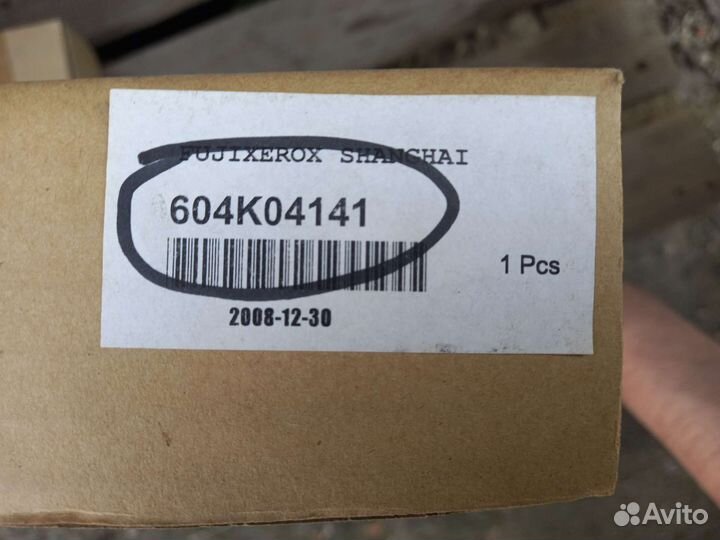 FUJIXEROX SHANGHAI
604K04141
1 Pcs
2008-12-30
Avito